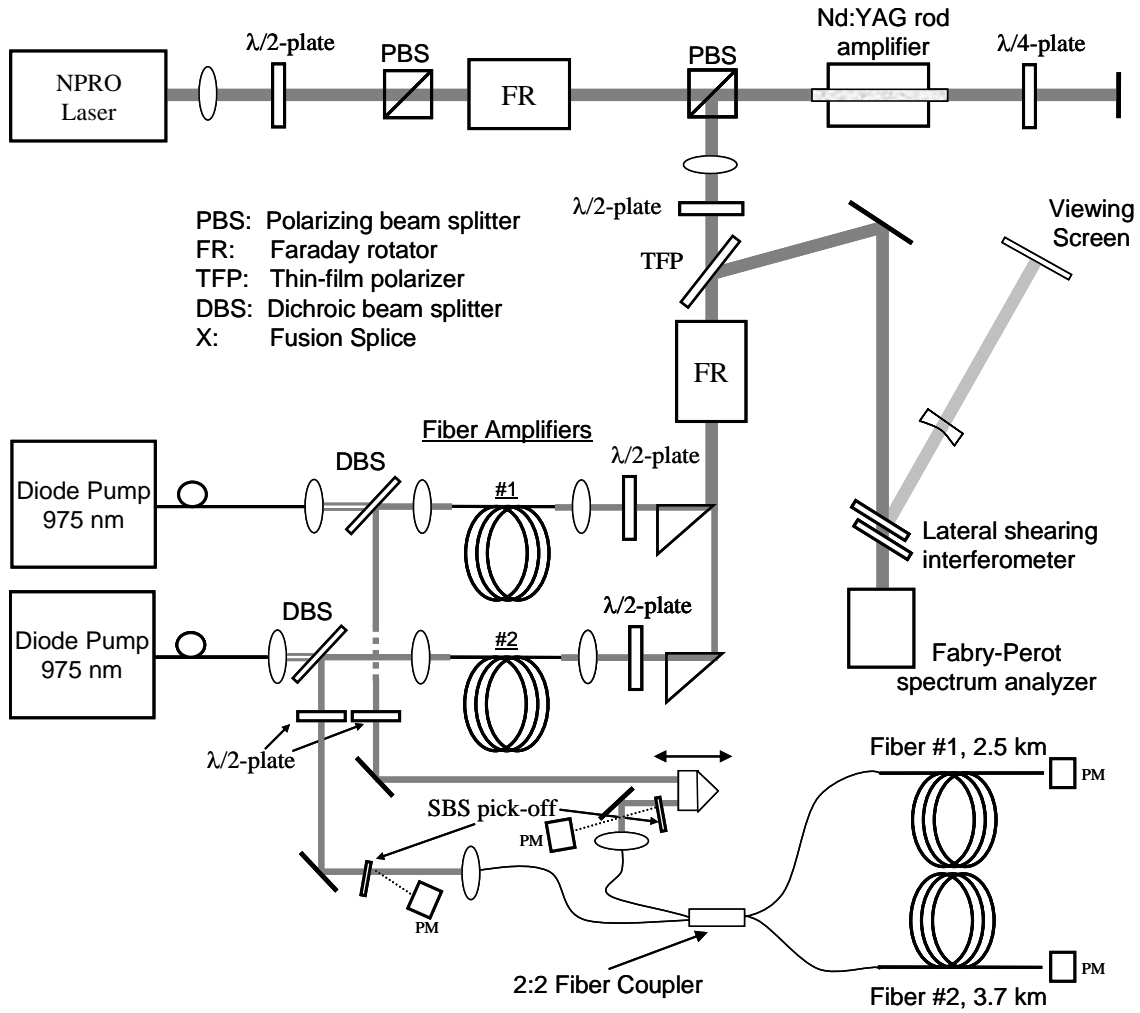 NPRO
Laser
λ/2-plate
PBS
FR
PBS
Nd:YAG rod
amplifier
λ/4-plate
λ/2-plate
TFP
Viewing
Screen
PBS: Polarizing beam splitter
FR: Faraday rotator
TFP: Thin-film polarizer
DBS: Dichroic beam splitter
X: Fusion Splice
FR
Fiber Amplifiers
Diode Pump
975 nm
DBS
#1
λ/2-plate
Lateral shearing
interferometer
Diode Pump
975 nm
DBS
#2
λ/2-plate
Fabry-Perot
spectrum analyzer
λ/2-plate
SBS pick-off
PM
PM
Fiber #1, 2.5 km
PM
2:2 Fiber Coupler
PM
Fiber #2, 3.7 km